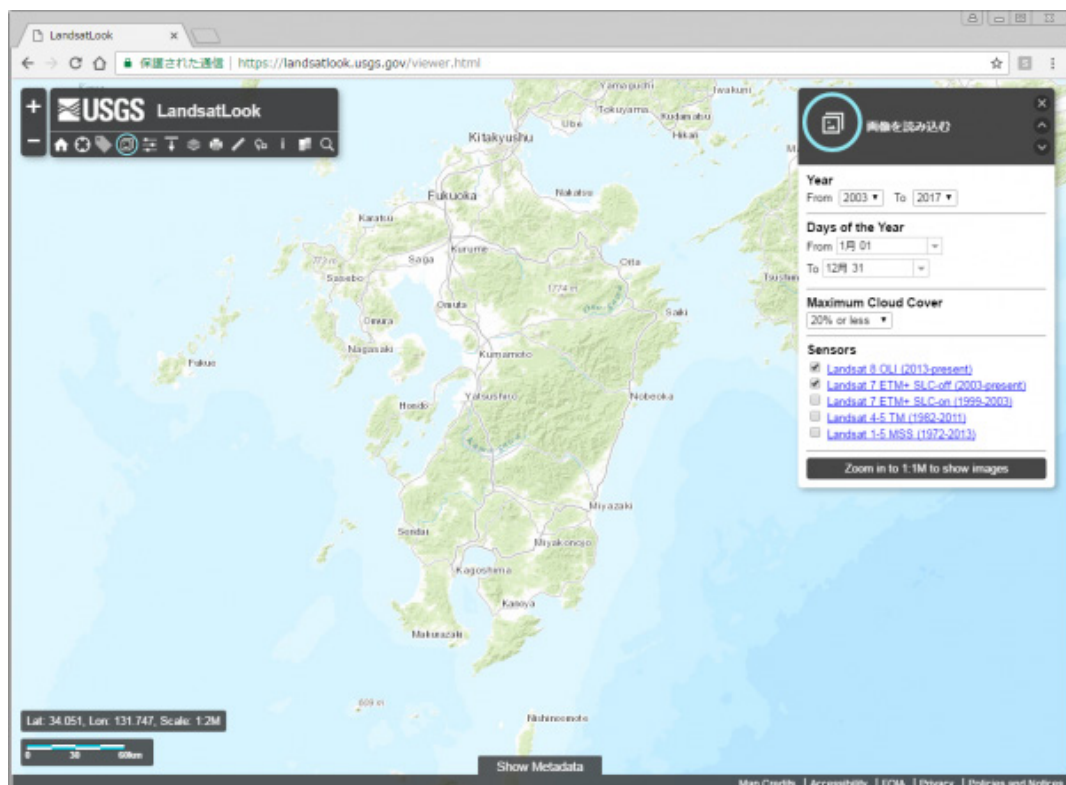 LandsatLook
保護された通信 | https://landsatlook.usgs.gov/viewer.html
USGS LandsatLook
画像を読み込む
Year
From 2003 To 2017
Days of the Year
From 1月 01
To 12月 31
Maximum Cloud Cover
20% or less
Sensors
Landsat 8 OLI (2013-present)
Landsat 7 ETM+ SLC-off (2003-present)
Landsat 7 ETM+ SLC-on (1999-2003)
Landsat 4-5 TM (1982-2011)
Landsat 1-5 MSS (1972-2013)
Zoom in to 1:1M to show images
Yamaguchi
Iwakuni
Tokuyama
Kudamatsu
Ube
Hikari
Kitakyushu
Fukuoka
Nakatsu
Karatsu
Kurume
Saga
Oita
Sasebo
1774 m
Omuta
Omura
Saiki
Nagasaki
Kumamoto
Fukue
Yatsushiro
Nobeoka
Hondo
Miyazaki
Sendai
Miyakonojo
Kagoshima
Kanoya
Makurazaki
Nishinoomote
Lat: 34.051, Lon: 131.747, Scale: 1:2M
0 30 60km
Show Metadata
Map Credits | Accessibility | FOIA | Privacy | Policies and Notices